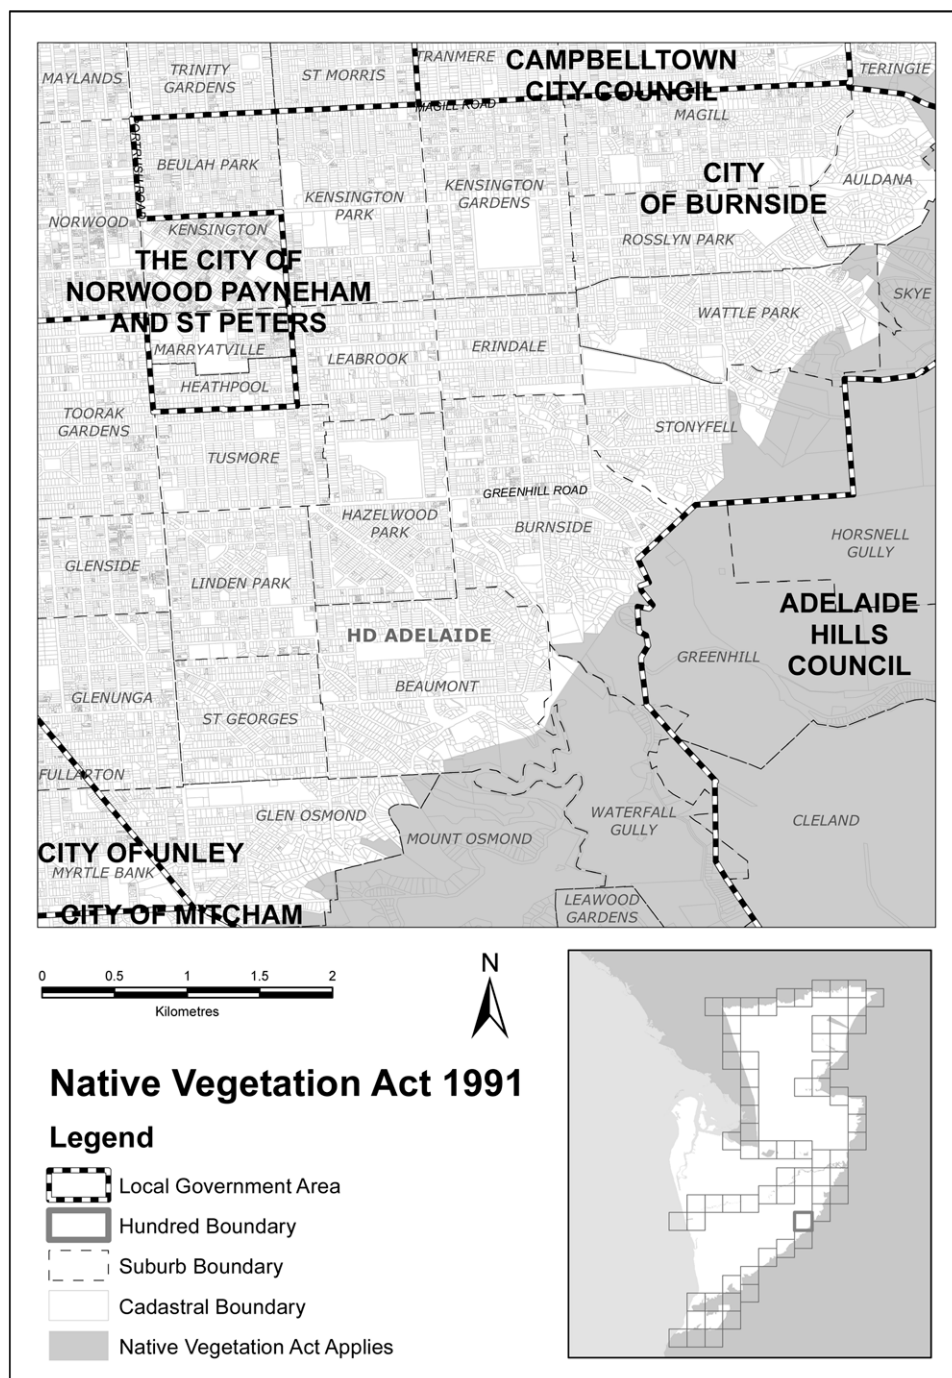 TRANMERE
CAMPBELLTOWN
CITY COUNCIL
TERINGIE
MAYLANDS
TRINITY
GARDENS
ST MORRIS
MAGILL ROAD
MAGILL
PORTRUSH ROAD
BEULAH PARK
CITY
OF BURNSIDE
AULDANA
KENSINGTON
PARK
KENSINGTON
GARDENS
NORWOOD
KENSINGTON
ROSSLYN PARK
THE CITY OF
NORWOOD PAYNEHAM
AND ST PETERS
SKYE
WATTLE PARK
MARRYATVILLE
LEABROOK
ERINDALE
HEATHPOOL
TOORAK
GARDENS
STONYFELL
TUSMORE
GREENHILL ROAD
HAZELWOOD
PARK
BURNSIDE
HORSNELL
GULLY
GLENSIDE
LINDEN PARK
ADELAIDE
HILLS
COUNCIL
HD ADELAIDE
GREENHILL
BEAUMONT
GLENUNGA
ST GEORGES
FULLARTON
GLEN OSMOND
WATERFALL
GULLY
CLELAND
MOUNT OSMOND
CITY OF UNLEY
MYRTLE BANK
LEAWOOD
GARDENS
CITY OF MITCHAM
0 0.5 1 1.5 2
Kilometres
N
Native Vegetation Act 1991
Legend
Local Government Area
Hundred Boundary
Suburb Boundary
Cadastral Boundary
Native Vegetation Act Applies